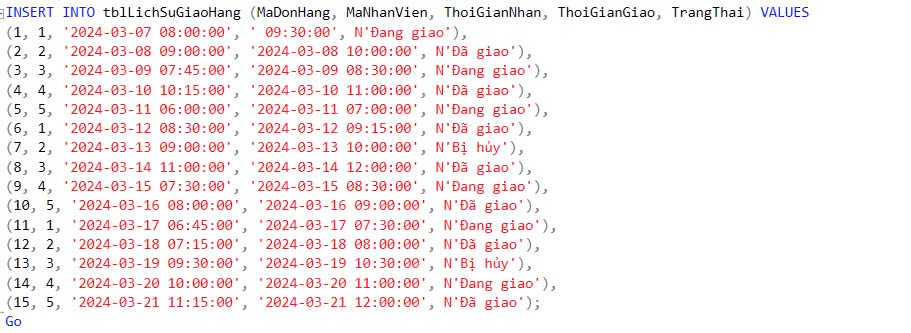 INSERT INTO tblLichSuGiaoHang (MaDonHang, MaNhanVien, ThoiGianNhan, ThoiGianGiao, TrangThai) VALUES
(1, 1, '2024-03-07 08:00:00', ' 09:30:00', N'Đang giao'),
(2, 2, '2024-03-08 09:00:00', '2024-03-08 10:00:00', N'Đã giao'),
(3, 3, '2024-03-09 07:45:00', '2024-03-09 08:30:00', N'Đang giao'),
(4, 4, '2024-03-10 10:15:00', '2024-03-10 11:00:00', N'Đã giao'),
(5, 5, '2024-03-11 06:00:00', '2024-03-11 07:00:00', N'Đang giao'),
(6, 1, '2024-03-12 08:30:00', '2024-03-12 09:15:00', N'Đã giao'),
(7, 2, '2024-03-13 09:00:00', '2024-03-13 10:00:00', N'Bị hủy'),
(8, 3, '2024-03-14 11:00:00', '2024-03-14 12:00:00', N'Đã giao'),
(9, 4, '2024-03-15 07:30:00', '2024-03-15 08:30:00', N'Đang giao'),
(10, 5, '2024-03-16 08:00:00', '2024-03-16 09:00:00', N'Đã giao'),
(11, 1, '2024-03-17 06:45:00', '2024-03-17 07:30:00', N'Đang giao'),
(12, 2, '2024-03-18 07:15:00', '2024-03-18 08:00:00', N'Đã giao'),
(13, 3, '2024-03-19 09:30:00', '2024-03-19 10:30:00', N'Bị hủy'),
(14, 4, '2024-03-20 10:00:00', '2024-03-20 11:00:00', N'Đang giao'),
(15, 5, '2024-03-21 11:15:00', '2024-03-21 12:00:00', N'Đã giao');
Go